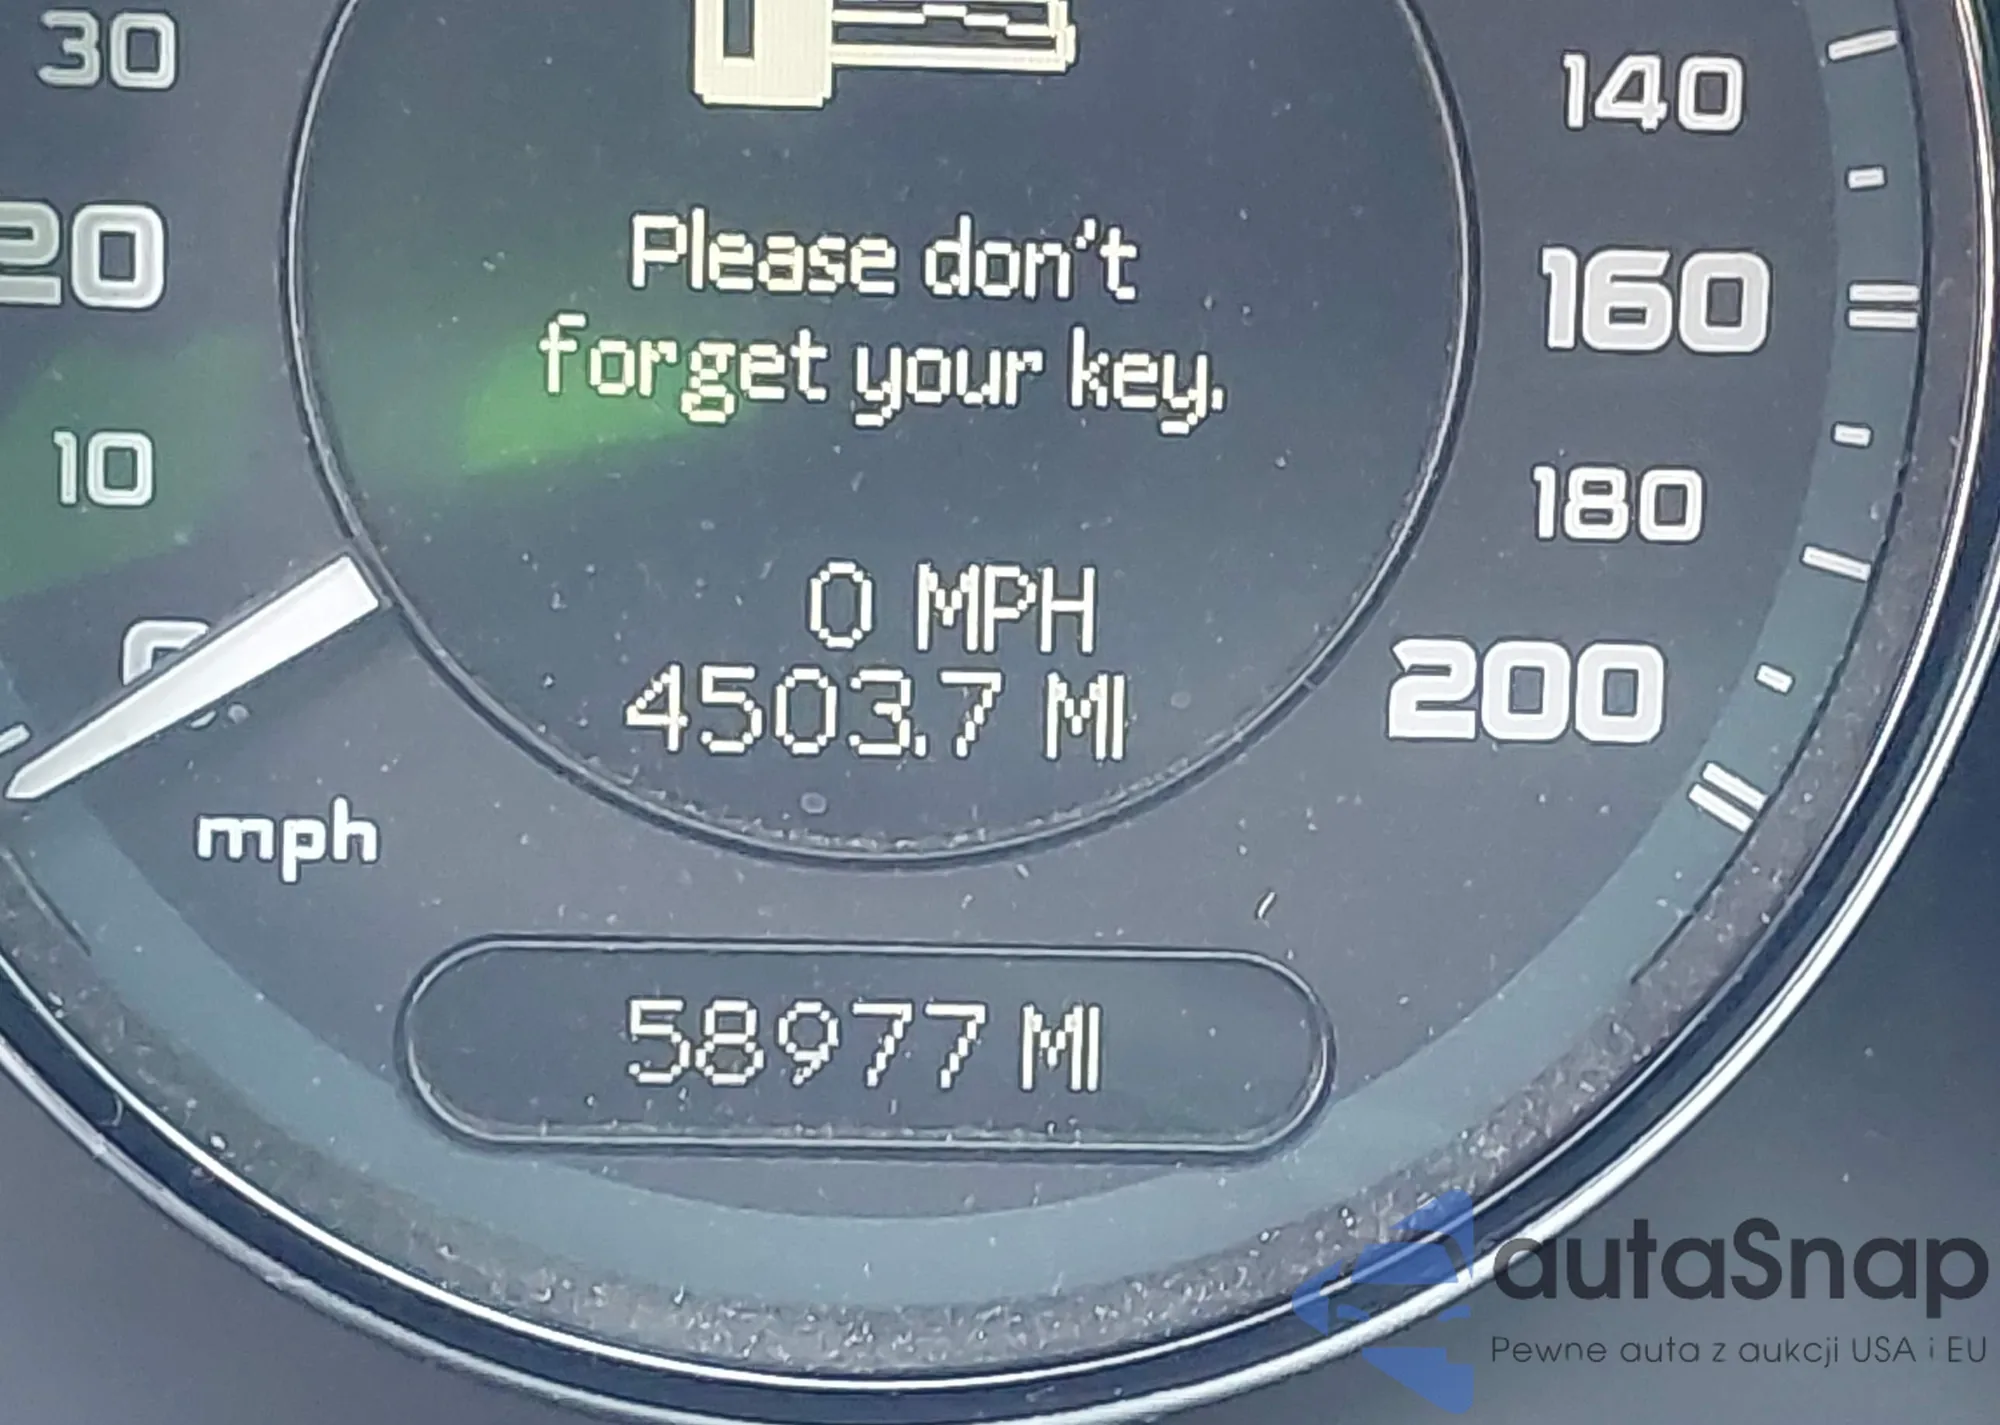 30
140
20
Please don't
160
forget your key.
10
180
0
0 MPH
4503.7 MI
200
mph
58977 MI
autaSnap
Pewne auta z aukcji USA i EU